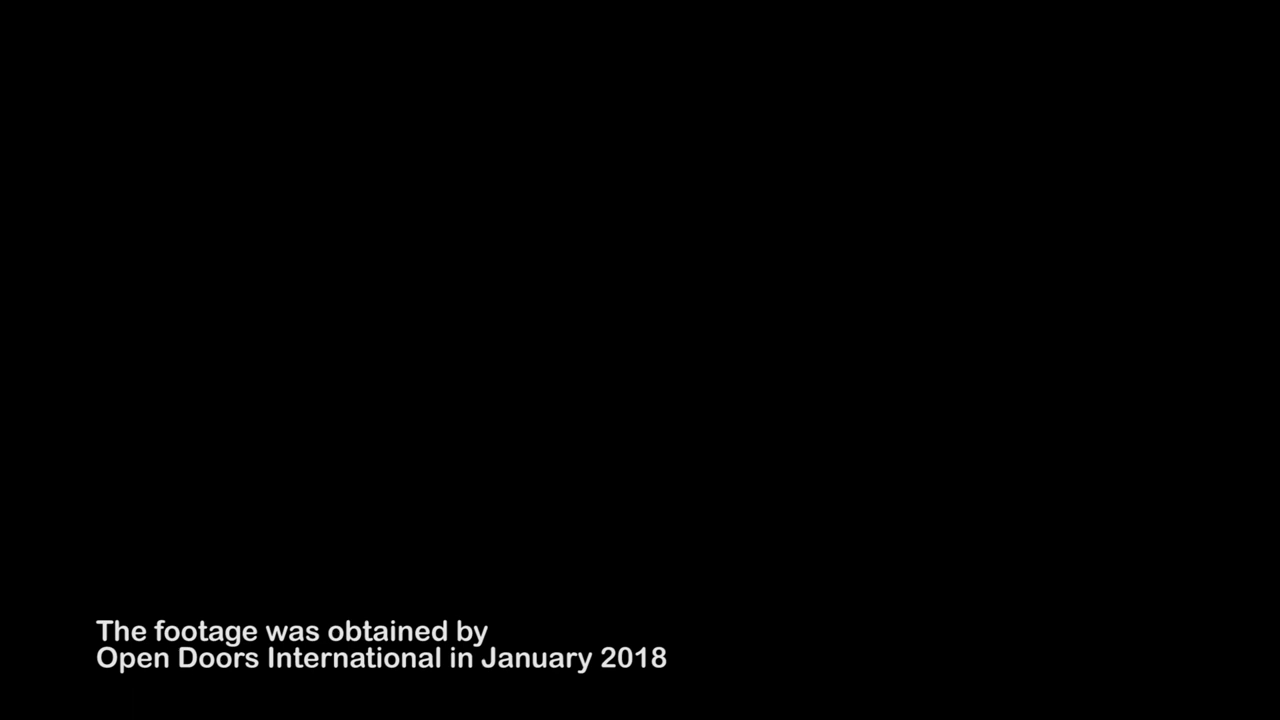 The footage was obtained by
Open Doors International in January 2018